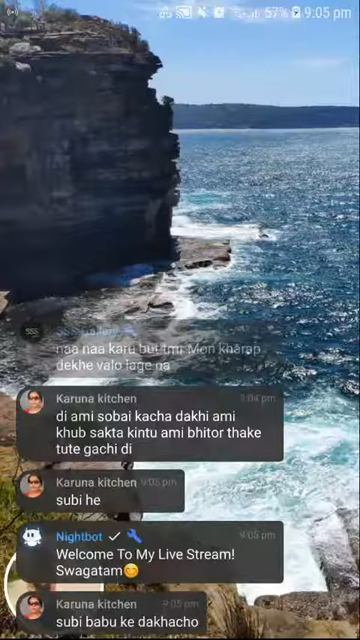 57% 9:05 pm
naa naa karu but tmr Mon kharap
dekhe valo lage na
Karuna kitchen 9:04 pm
di ami sobai kacha dakhi ami
khub sakta kintu ami bhitor thake
tute gachi di
Karuna kitchen 9:05 pm
subi he
Nightbot 9:05 pm
Welcome To My Live Stream!
Swagatam😊
Karuna kitchen 9:05 pm
subi babu ke dakhacho